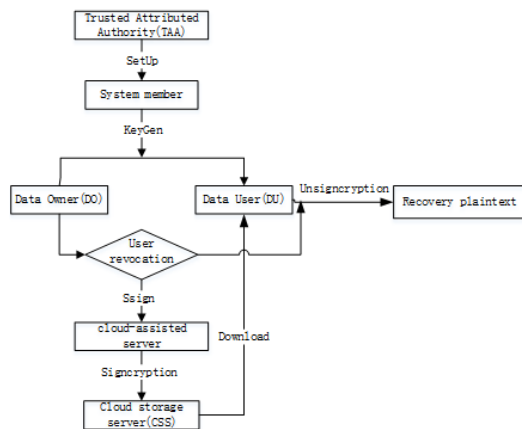 Trusted Attributed
Authority(TAA)
SetUp
System member
KeyGen
Data Owner(DO)
Data User(DU)
Unsigncryption
Recovery plaintext
User
revocation
Ssign
cloud-assisted
server
Download
Signcryption
Cloud storage
server(CSS)